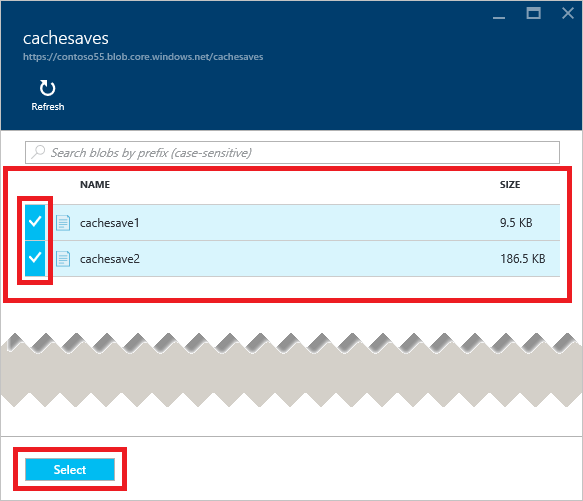 cachesaves
https://contoso55.blob.core.windows.net/cachesaves
Refresh
Search blobs by prefix (case-sensitive)
NAME SIZE
cachesave1 9.5 KB
cachesave2 186.5 KB
Select